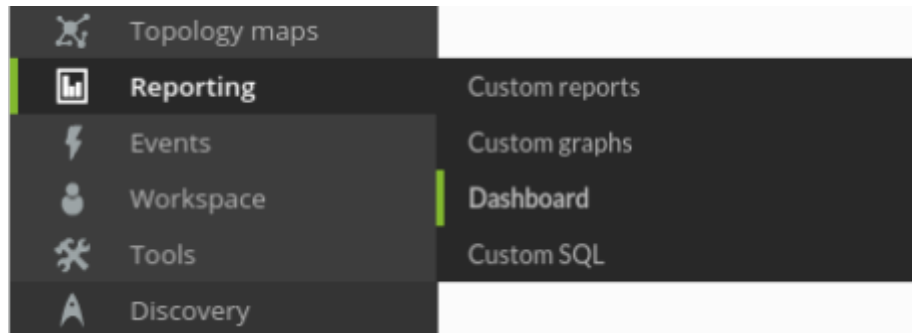 Topology maps
Reporting
Events
Workspace
Tools
Discovery
Custom reports
Custom graphs
Dashboard
Custom SQL